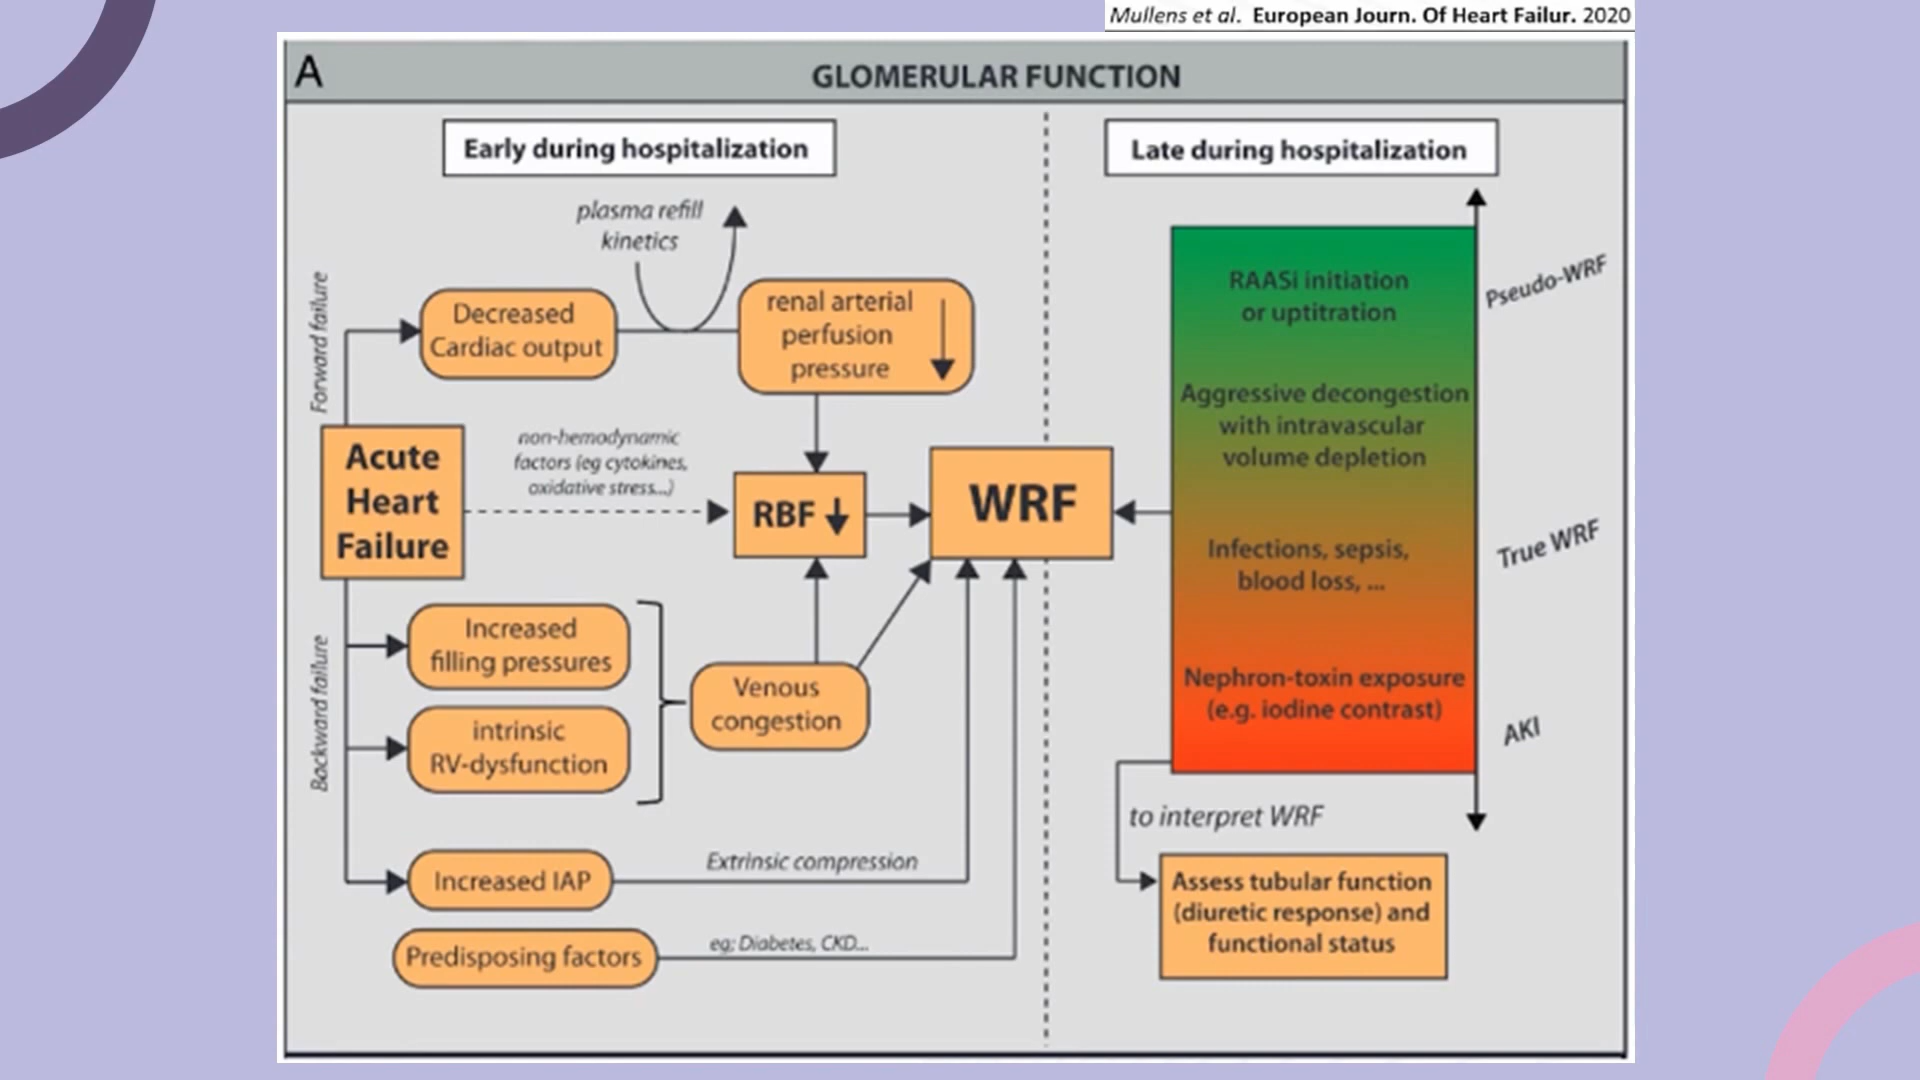 Mullens et al. European Journ. Of Heart Failur. 2020
A
GLOMERULAR FUNCTION
Early during hospitalization
Late during hospitalization
plasma refill
kinetics
Forward failure
Decreased
Cardiac output
renal arterial
perfusion
pressure
Acute
Heart
Failure
non-hemodynamic
factors (eg cytokines,
oxidative stress...)
RBF
WRF
Backward failure
Increased
filling pressures
intrinsic
RV-dysfunction
Venous
congestion
Increased IAP
Extrinsic compression
Predisposing factors
eg; Diabetes, CKD...
RAASi initiation
or uptitration
Aggressive decongestion
with intravascular
volume depletion
Infections, sepsis,
blood loss, ...
Nephron-toxin exposure
(e.g. iodine contrast)
Pseudo-WRF
True WRF
AKI
to interpret WRF
Assess tubular function
(diuretic response) and
functional status